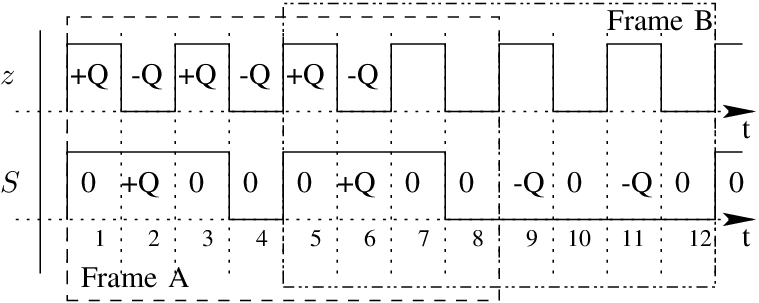 Frame B
z +Q -Q +Q -Q +Q -Q
t
S 0 +Q 0 0 0 +Q 0 0 -Q 0 -Q 0 0
1 2 3 4 5 6 7 8 9 10 11 12 t
Frame A